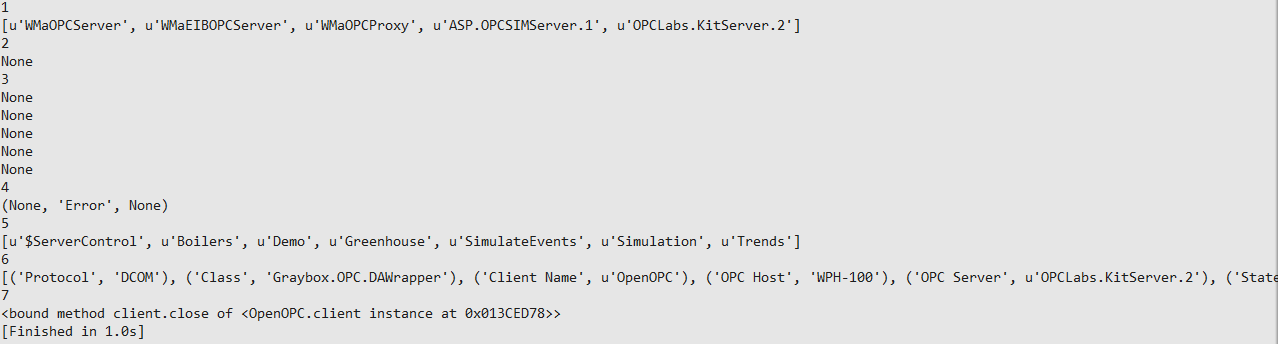 1
[u'WMaOPCServer', u'WMaEIBOPCServer', u'WMaOPCProxy', u'ASP.OPCSIMServer.1', u'OPCLabs.KitServer.2']
2
None
3
None
None
None
None
None
4
(None, 'Error', None)
5
[u'$ServerControl', u'Boilers', u'Demo', u'Greenhouse', u'SimulateEvents', u'Simulation', u'Trends']
6
[('Protocol', 'DCOM'), ('Class', 'Graybox.OPC.DAWrapper'), ('Client Name', u'OpenOPC'), ('OPC Host', 'WPH-100'), ('OPC Server', u'OPCLabs.KitServer.2'), ('State
7
<bound method client.close of <OpenOPC.client instance at 0x013CED78>>
[Finished in 1.0s]